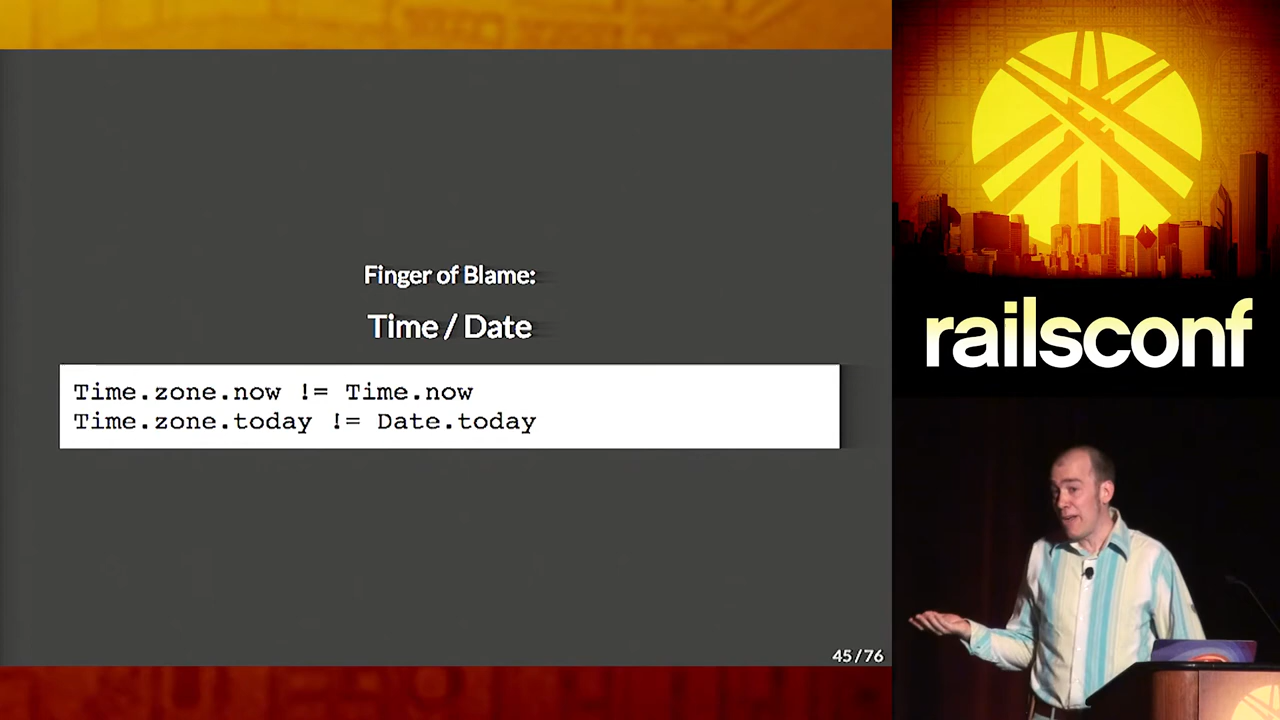 Finger of Blame:
Time / Date
Time.zone.now != Time.now
Time.zone.today != Date.today
45/76
railsconf